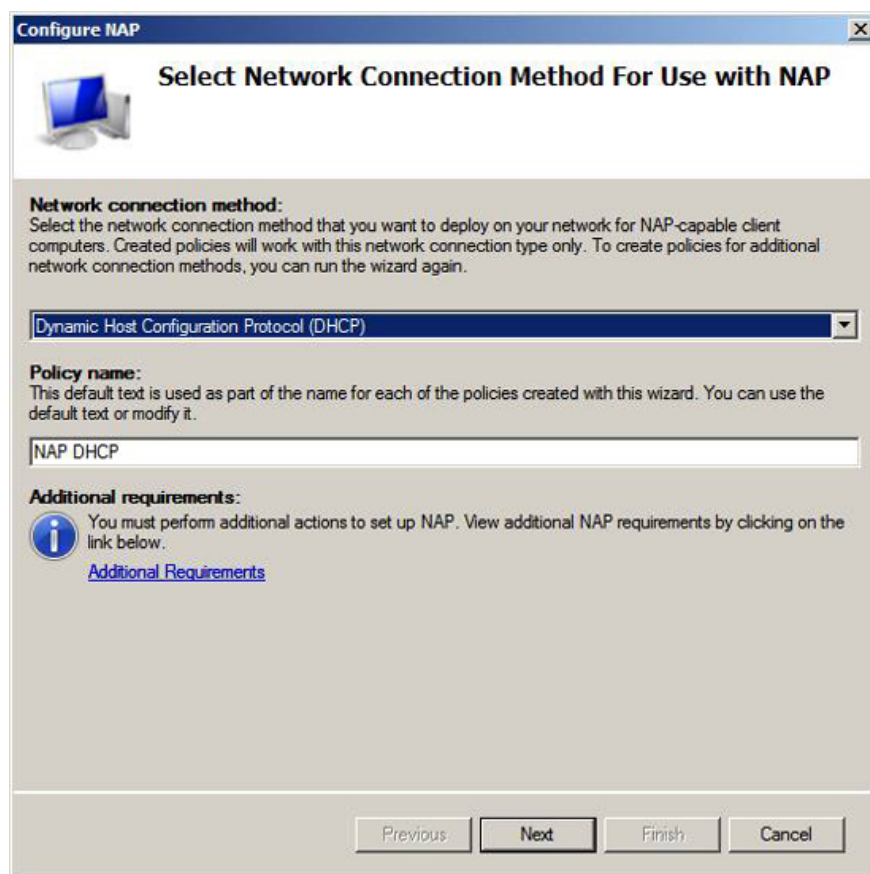 Configure NAP
Select Network Connection Method For Use with NAP
Network connection method:
Select the network connection method that you want to deploy on your network for NAP-capable client
computers. Created policies will work with this network connection type only. To create policies for additional
network connection methods, you can run the wizard again.
Dynamic Host Configuration Protocol (DHCP)
Policy name:
This default text is used as part of the name for each of the policies created with this wizard. You can use the
default text or modify it.
NAP DHCP
Additional requirements:
You must perform additional actions to set up NAP. View additional NAP requirements by clicking on the
link below.
Additional Requirements
Previous Next Finish Cancel